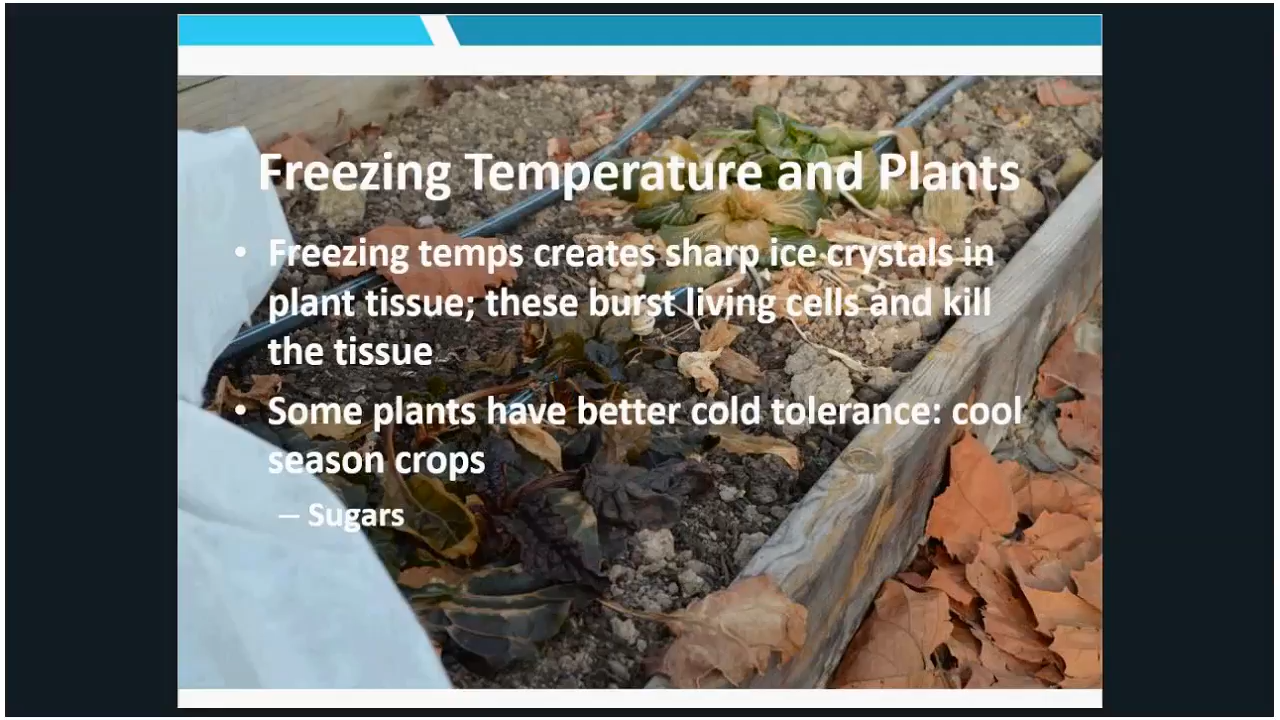 Freezing Temperature and Plants
• Freezing temps creates sharp ice crystals in
plant tissue; these burst living cells and kill
the tissue
• Some plants have better cold tolerance: cool
season crops
– Sugars